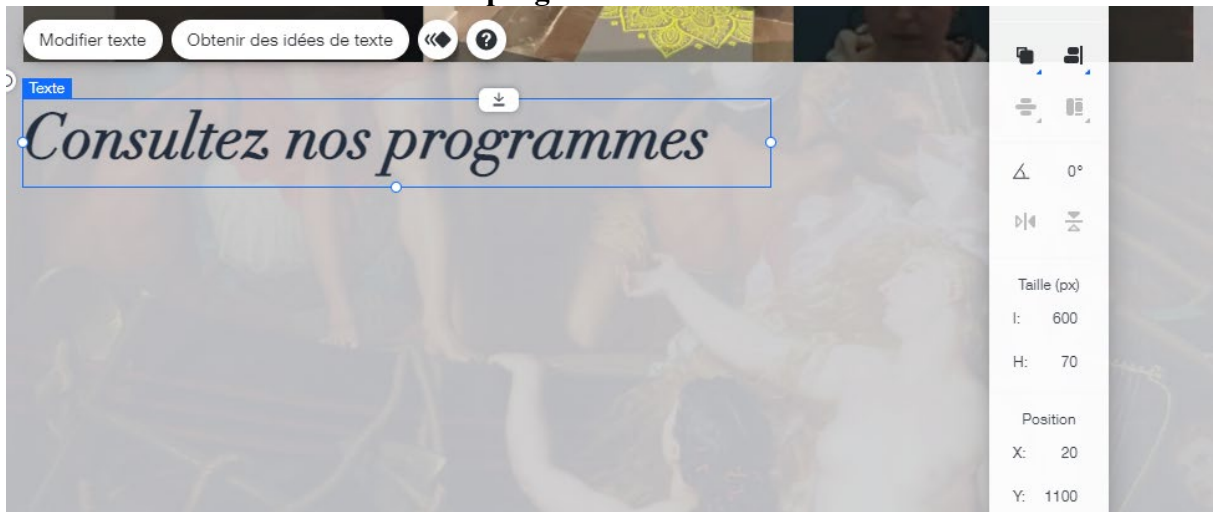 Modifier texte Obtenir des idées de texte
Texte
Consultez nos programmes
0°
Taille (px)
l: 600
H: 70
Position
X: 20
Y: 1100